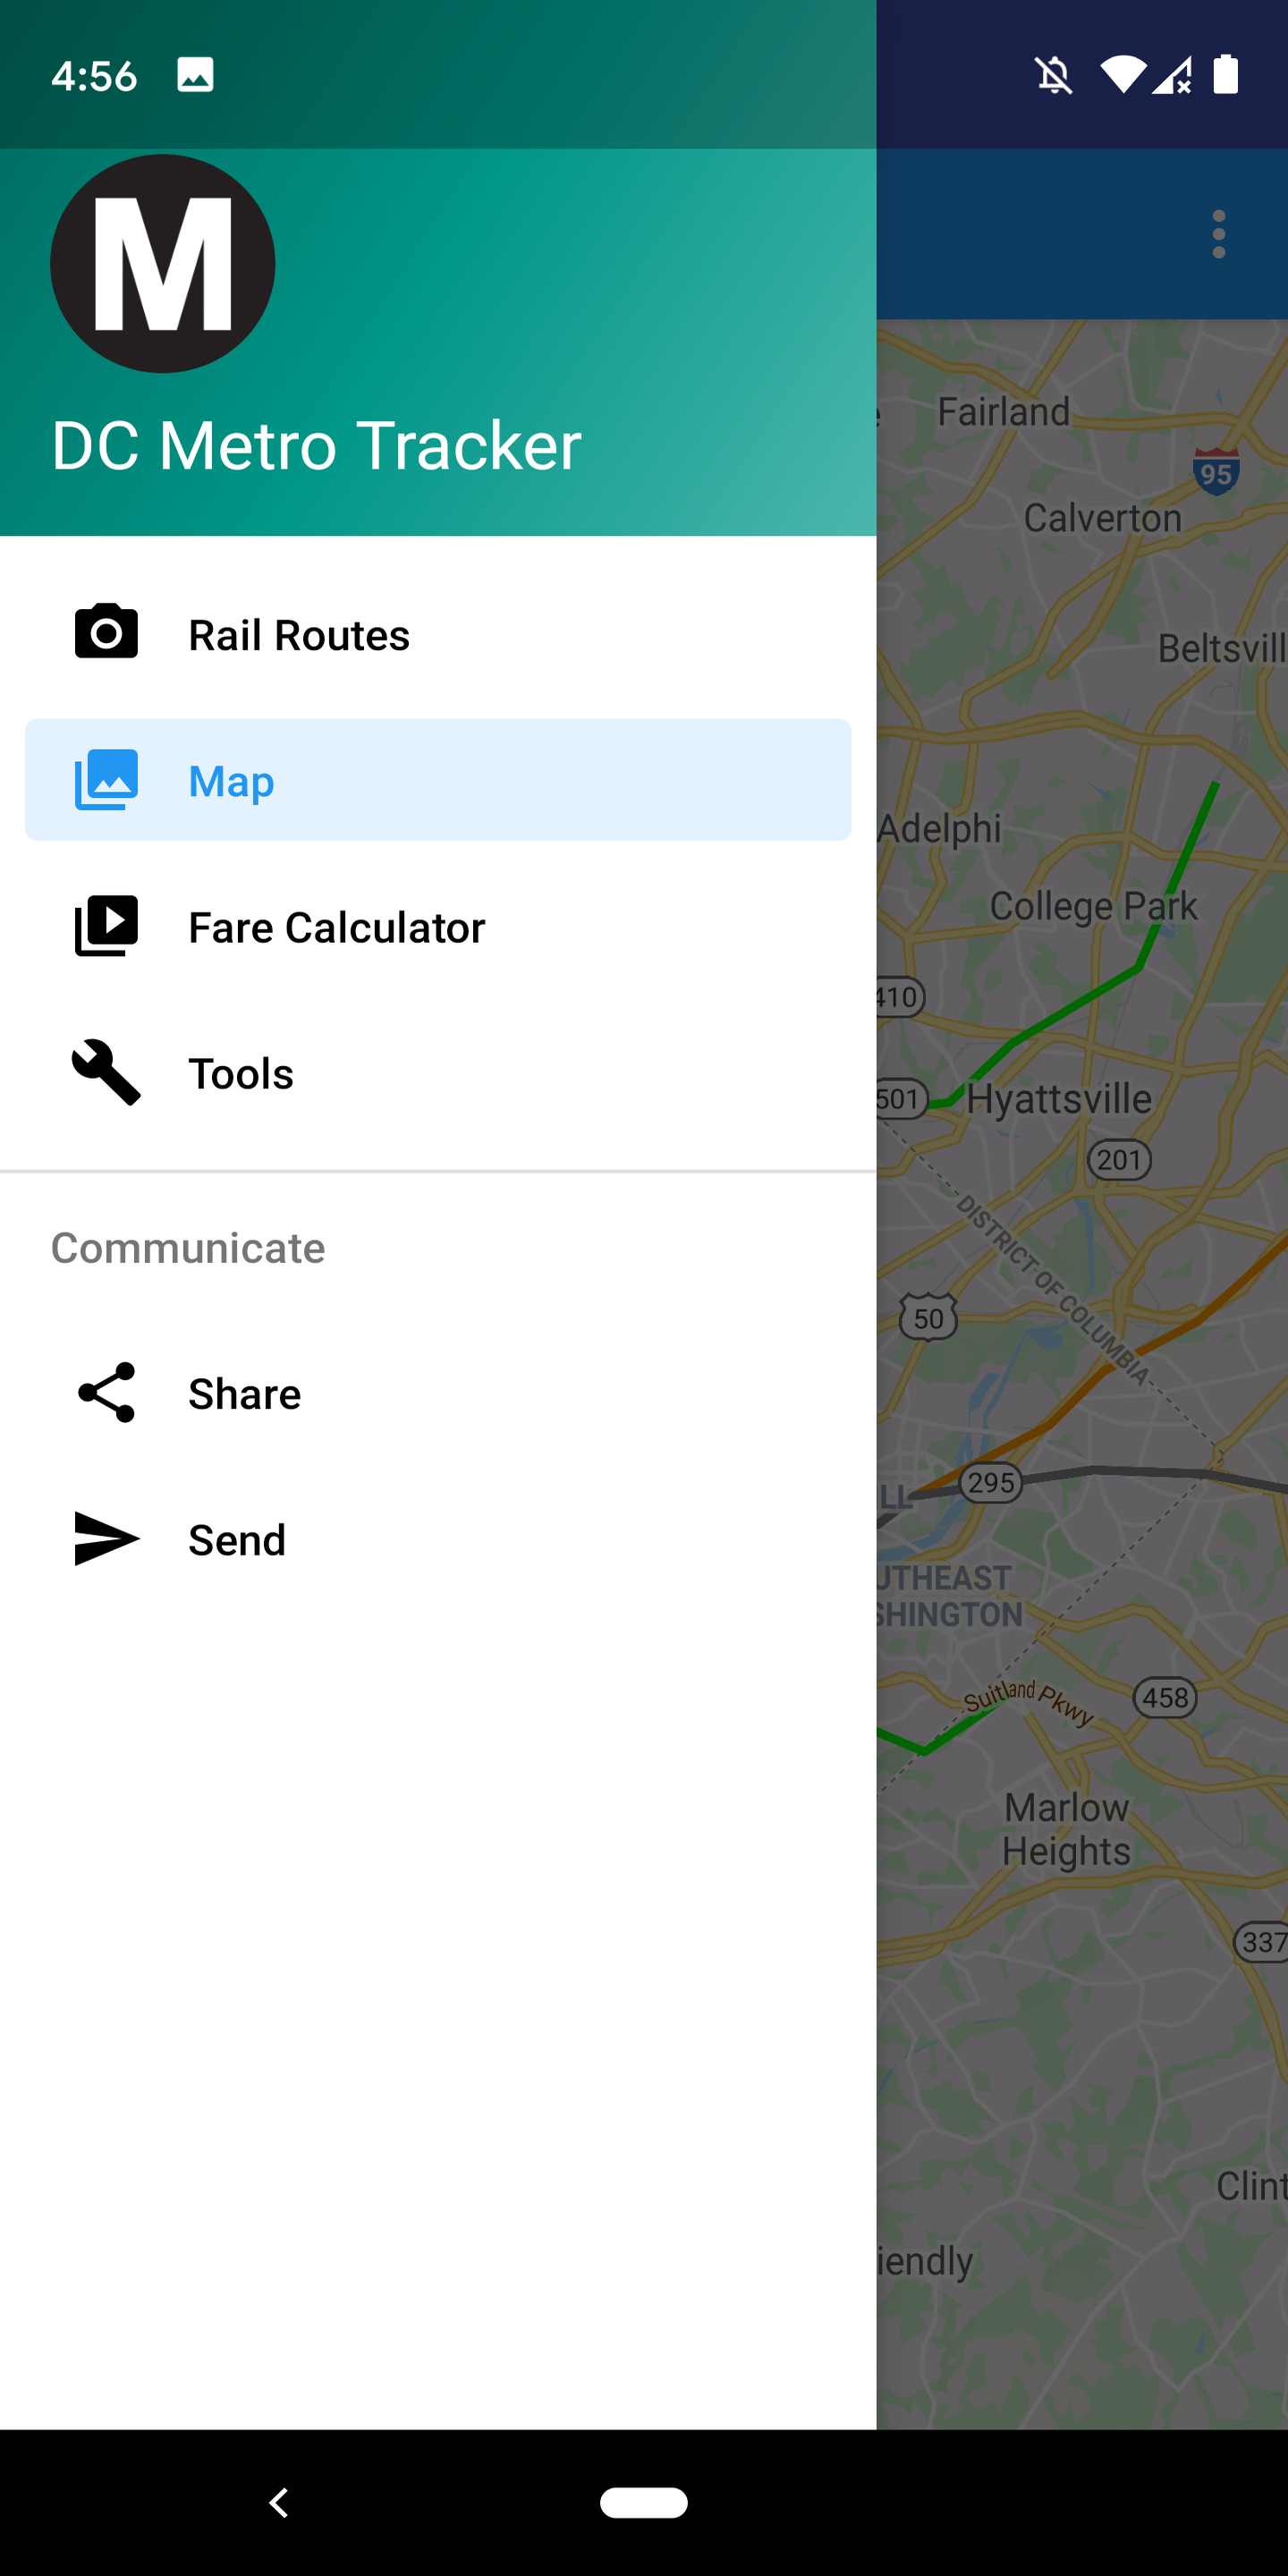 4:56
M
DC Metro Tracker
Rail Routes
Map
Fare Calculator
Tools
Communicate
Share
Send
Fairland
95
Calverton
Beltsvill
Adelphi
College Park
410
501
Hyattsville
201
DISTRICT OF COLUMBIA
50
295
LL
UTHEAST
SHINGTON
Suitland Pkwy
458
Marlow
Heights
337
Clint
iendly